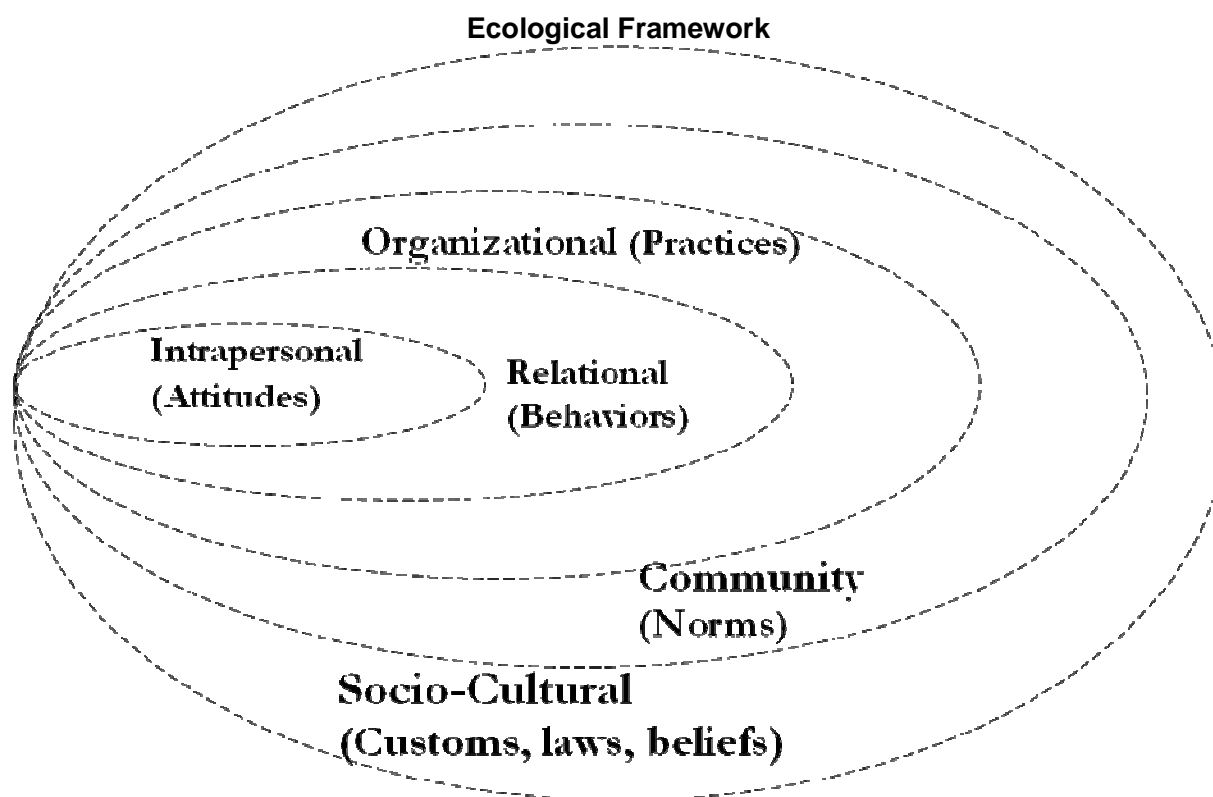 Ecological Framework
Organizational (Practices)
Intrapersonal
(Attitudes)
Relational
(Behaviors)
Community
(Norms)
Socio-Cultural
(Customs, laws, beliefs)